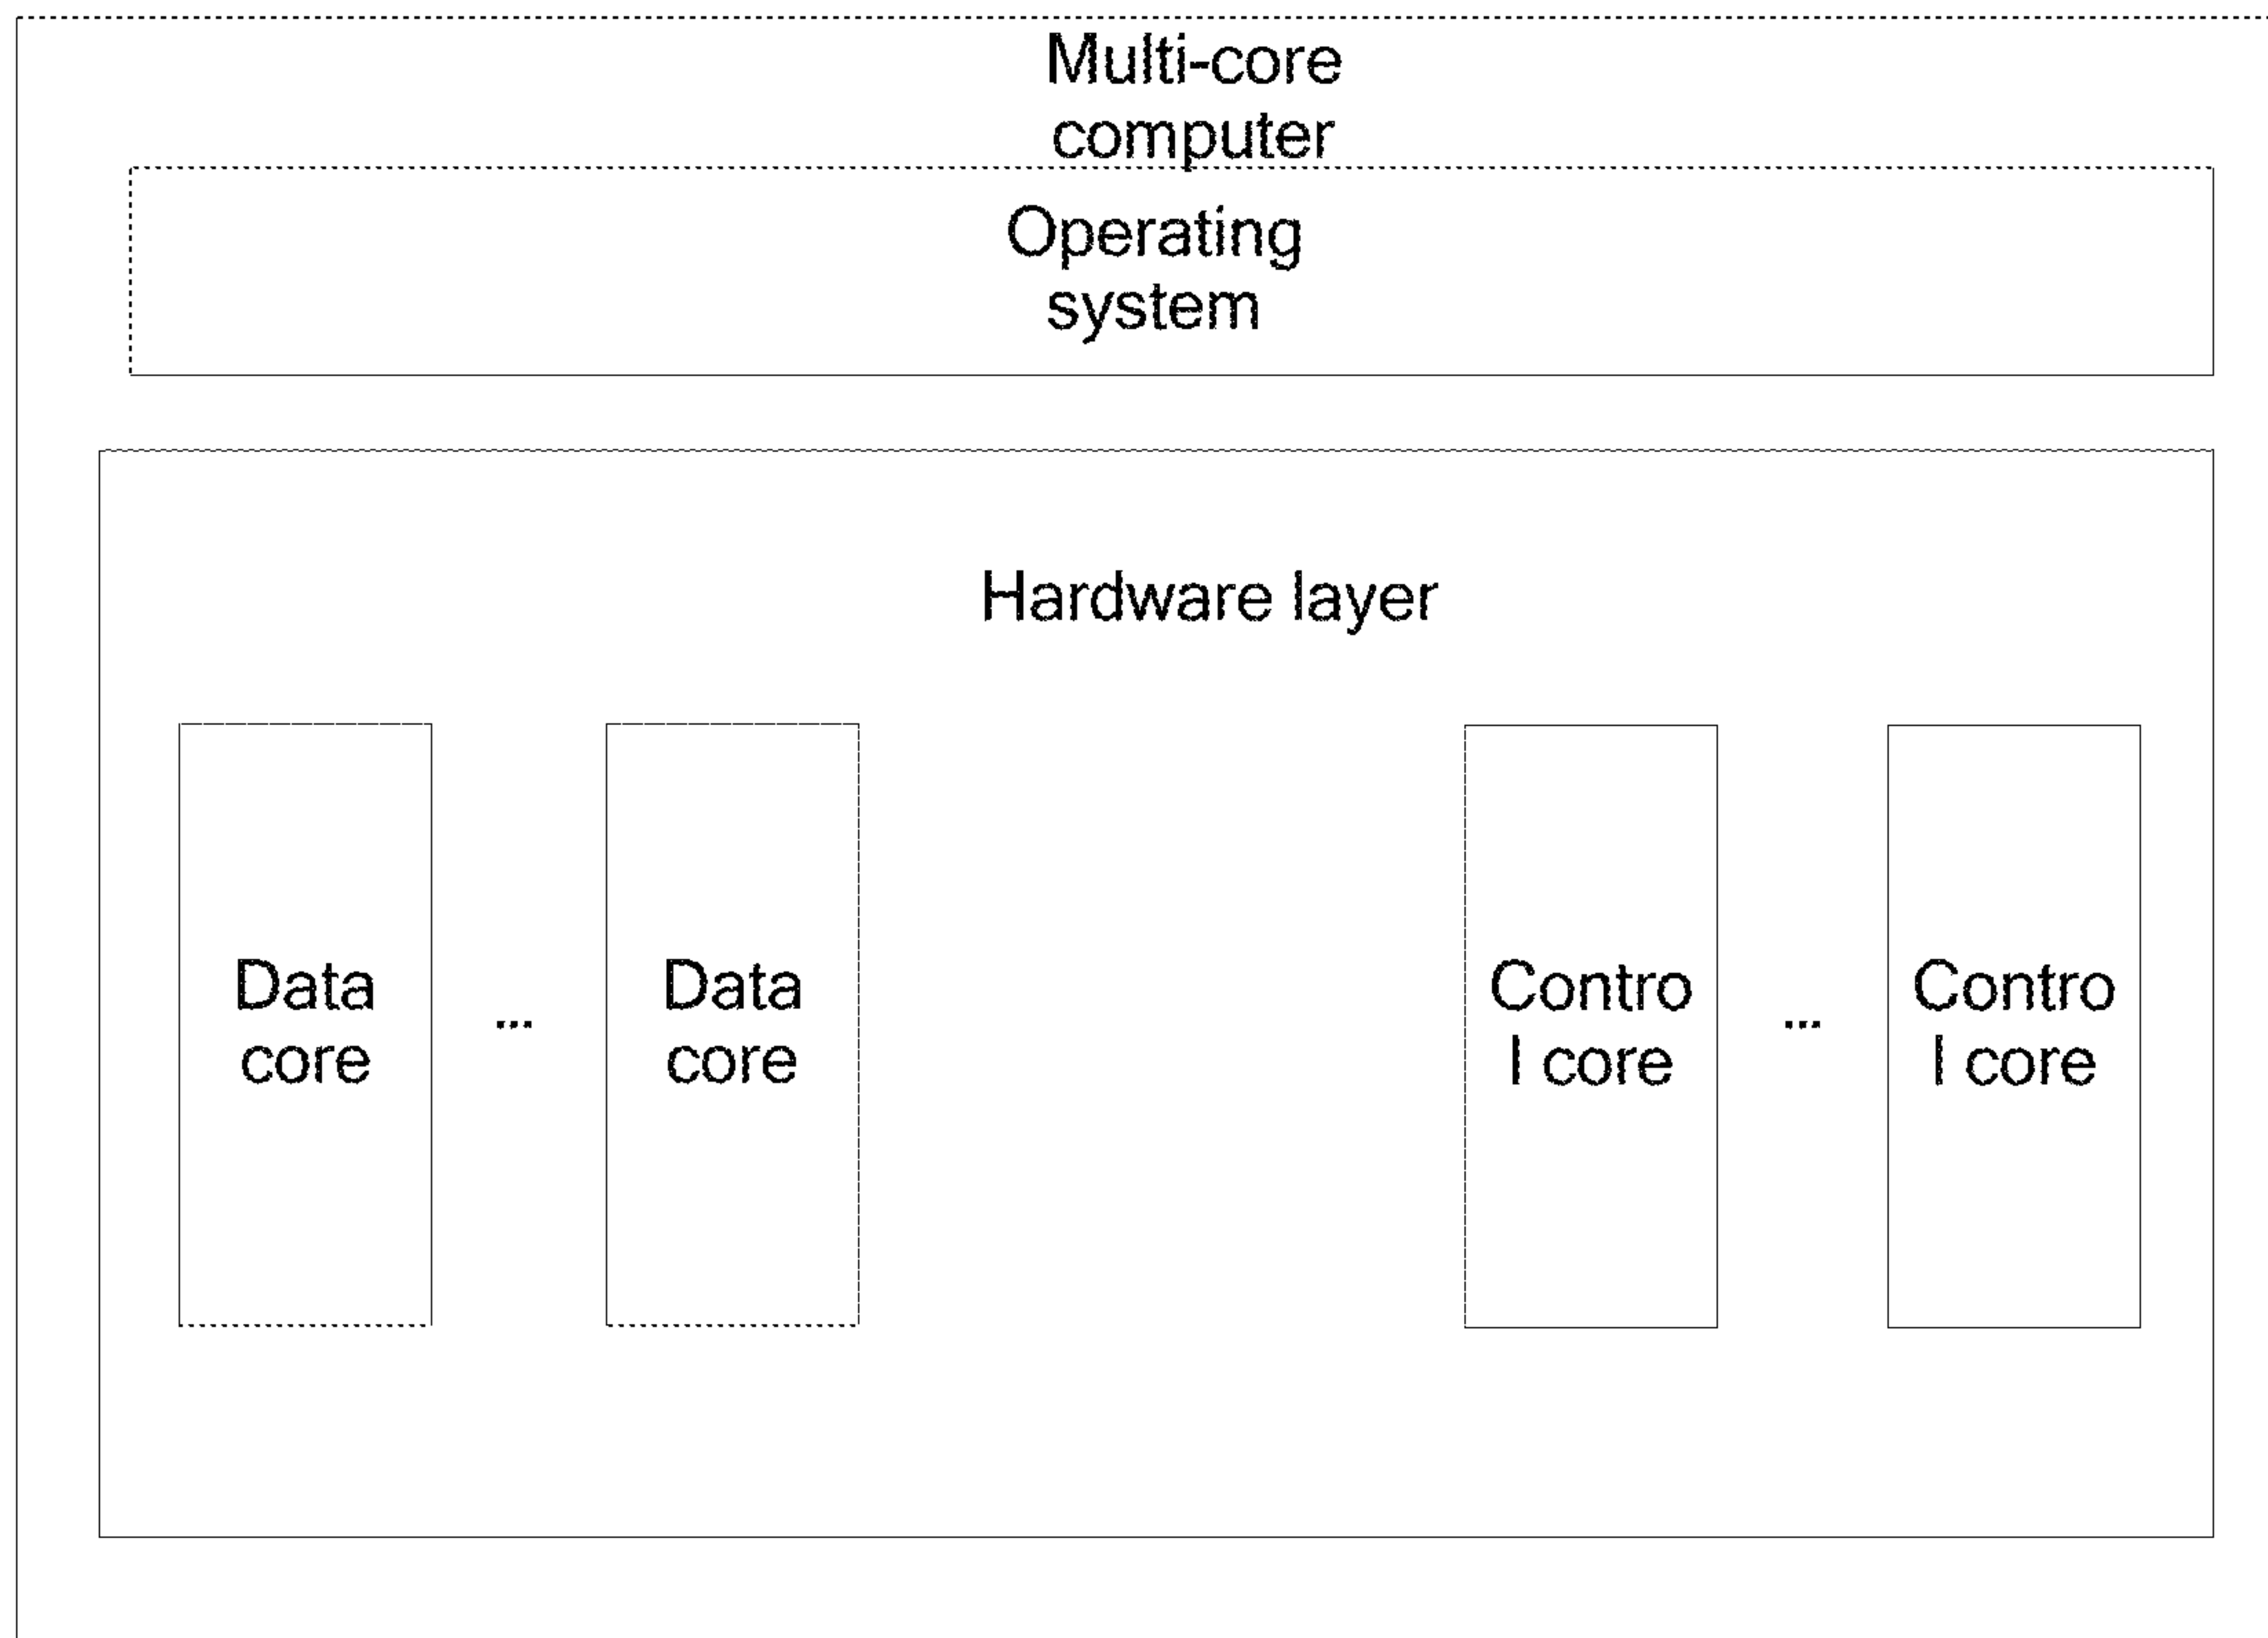 Multi-core
computer
Operating
system
Hardware layer
Data
core
...
Data
core
Contro
l core
...
Contro
l core